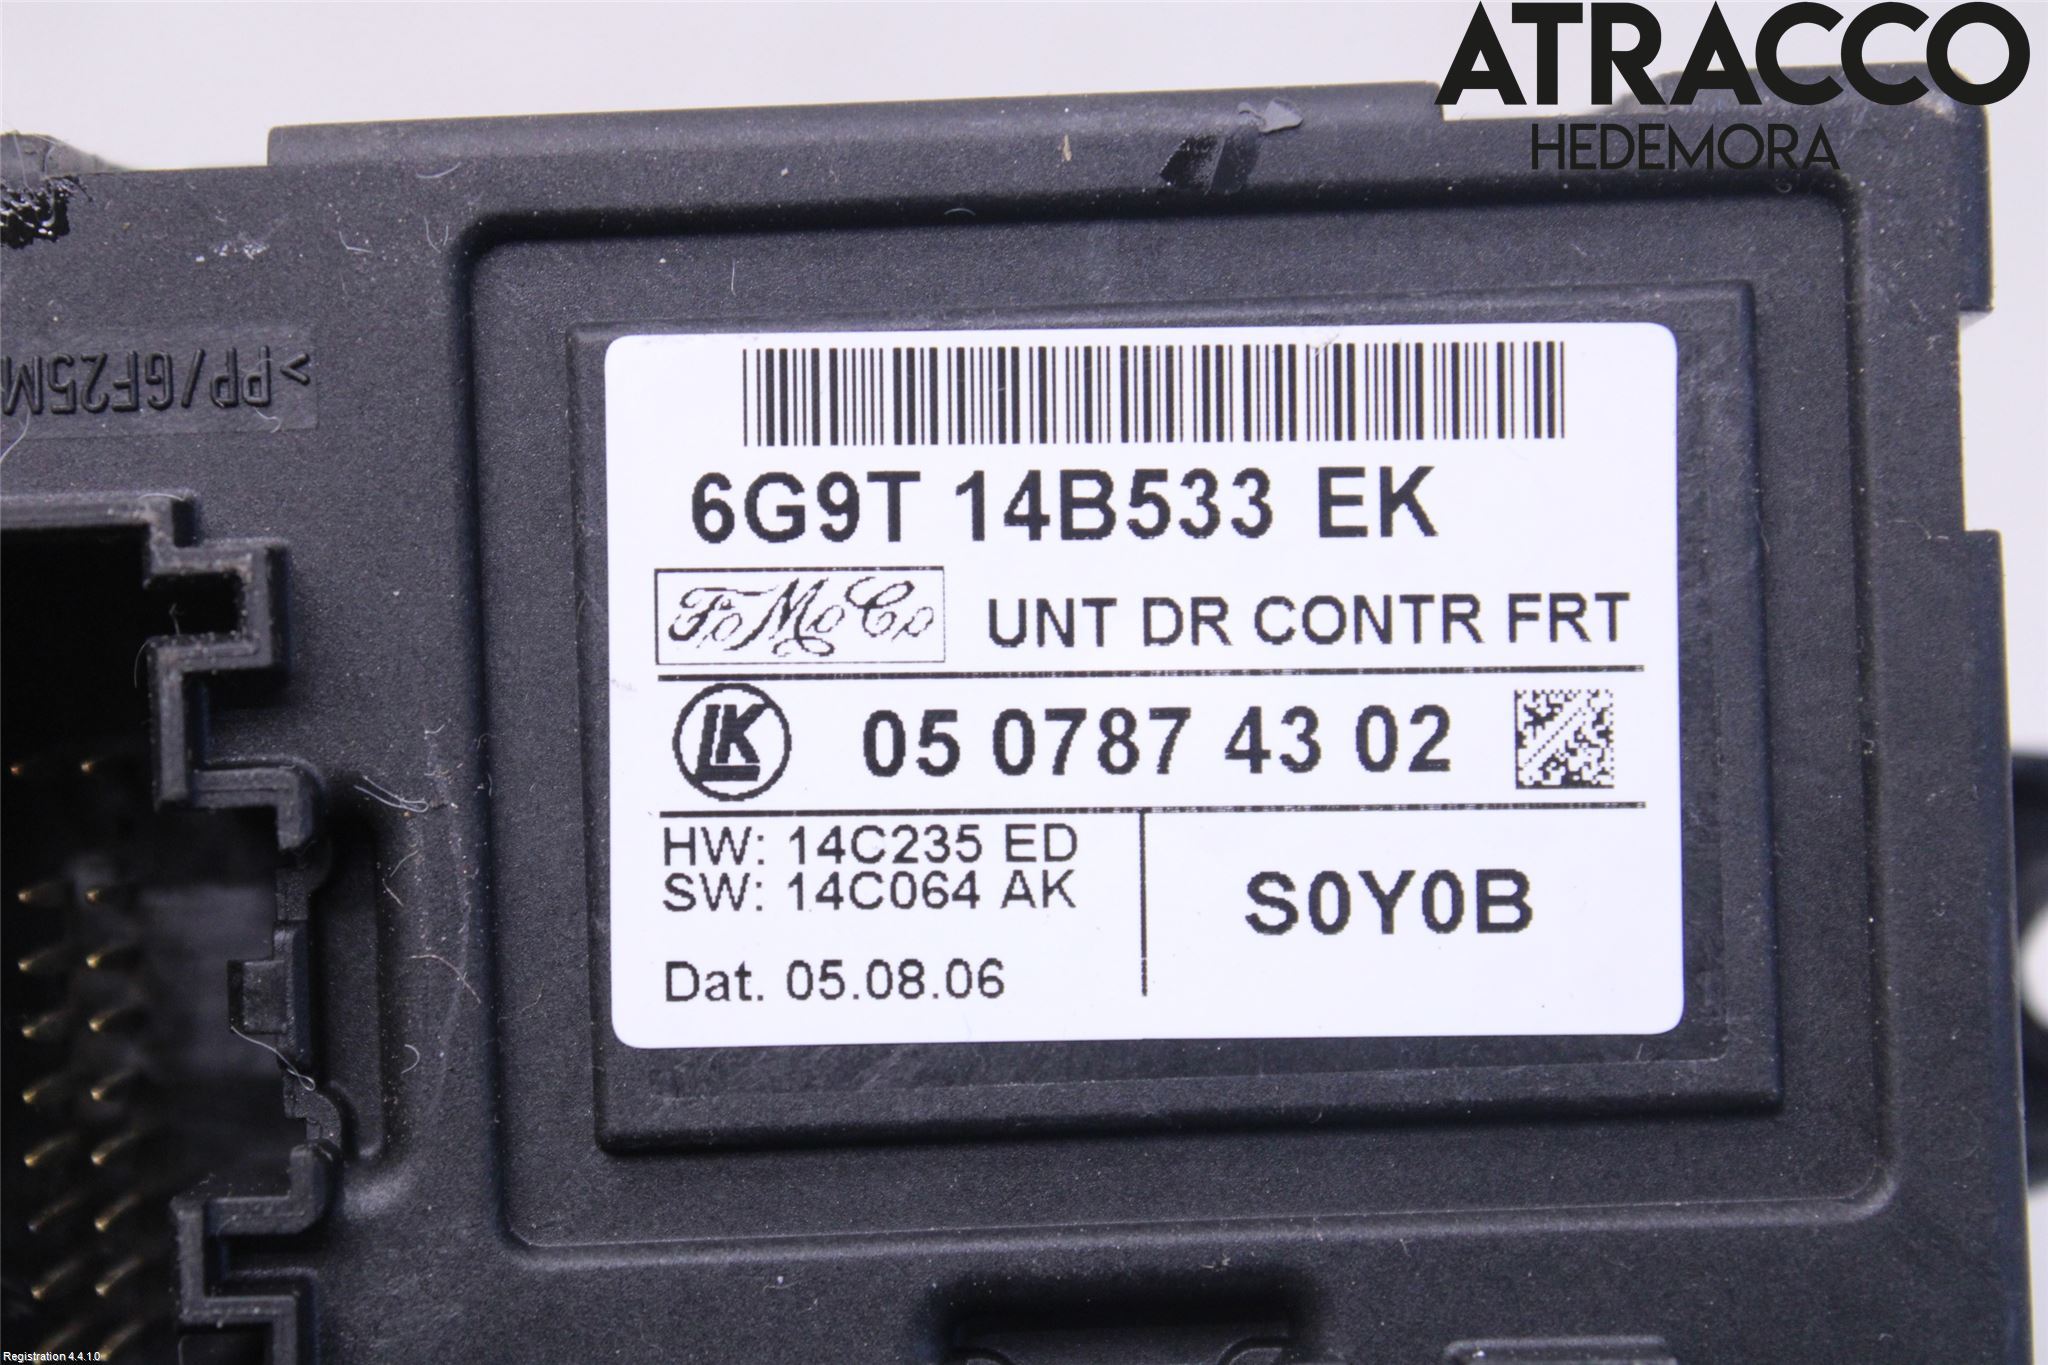 ATRACCO
HEDEMORA
>PP/GF25M
6G9T 14B533 EK
FoMoCo UNT DR CONTR FRT
LK 05 0787 43 02
HW: 14C235 ED
SW: 14C064 AK
S0Y0B
Dat. 05.08.06
Registration 4.4.1.0